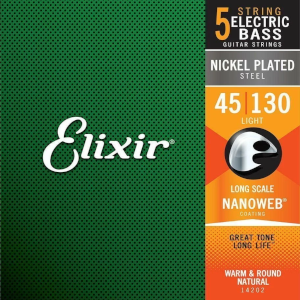 5 STRING
ELECTRIC
BASS
GUITAR STRINGS
NICKEL PLATED
STEEL
45|130
LIGHT
Elixir®
LONG SCALE
NANOWEB®
COATING
GREAT TONE
LONG LIFE®
WARM & ROUND
NATURAL
14202